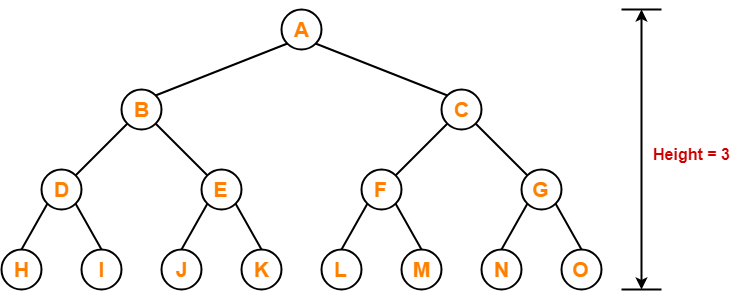 A
B C
Height = 3
D E F G
H I J K L M N O